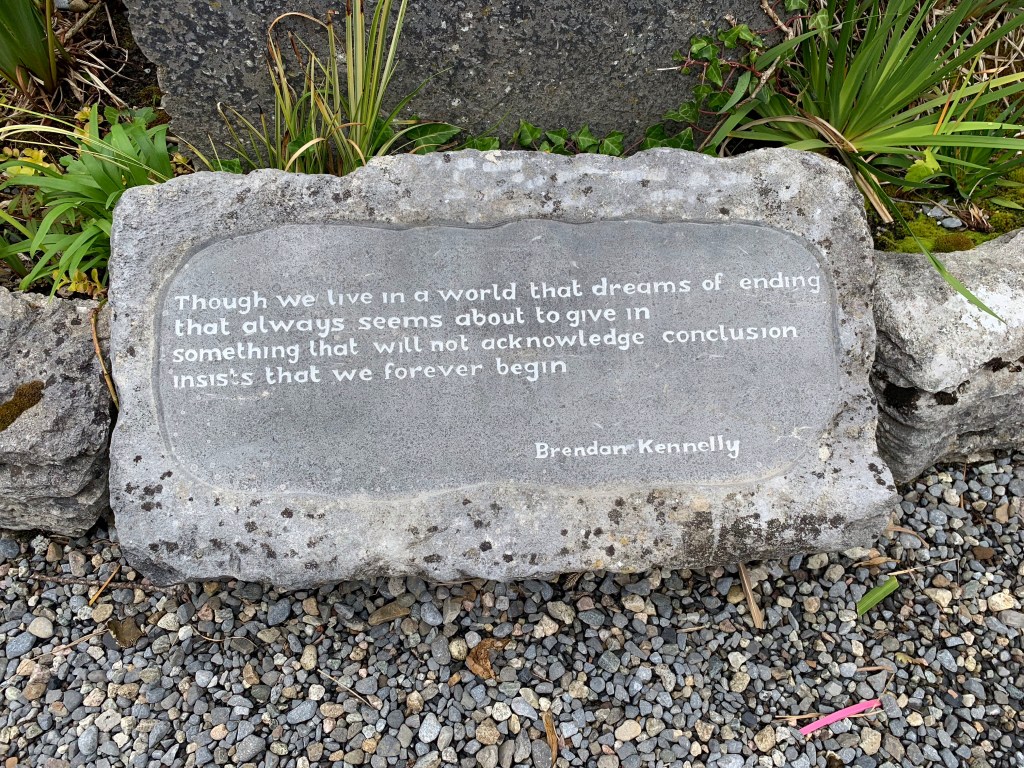 Though we live in a world that dreams of ending
that always seems about to give in
something that will not acknowledge conclusion
insists that we forever begin
Brendan Kennelly